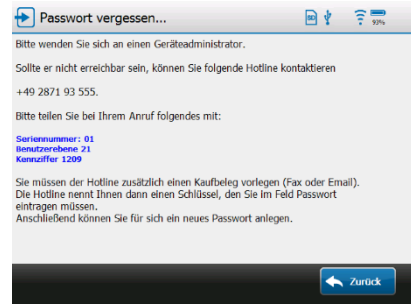 Passwort vergessen...
93%
Bitte wenden Sie sich an einen Geräteadministrator.
Sollte er nicht erreichbar sein, können Sie folgende Hotline kontaktieren
+49 2871 93 555.
Bitte teilen Sie bei Ihrem Anruf folgendes mit:
Seriennummer: 01
Benutzerebene 21
Kennziffer 1209
Sie müssen der Hotline zusätzlich einen Kaufbeleg vorlegen (Fax oder Email).
Die Hotline nennt Ihnen dann einen Schlüssel, den Sie im Feld Passwort
eintragen müssen.
Anschließend können Sie für sich ein neues Passwort anlegen.
Zurück